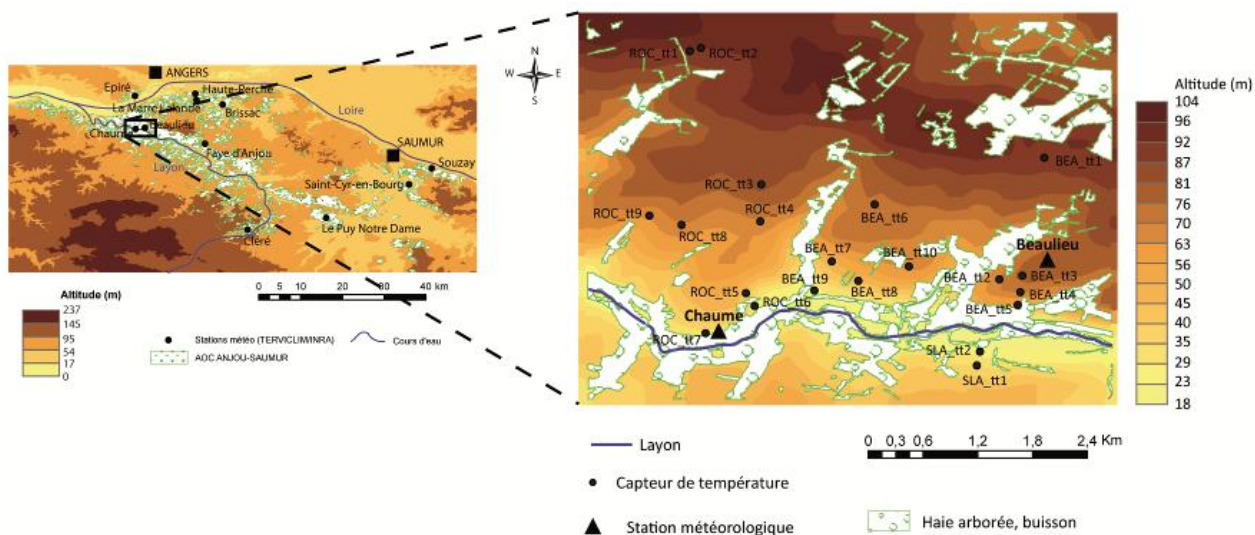 ANGERS
Epiré
Haute-Perche
La Marre Lalande
Brissac
Loire
Beaulieu
Chaume
Faye d'Anjou
Layon
SAUMUR
Souzay
Saint-Cyr-en-Bourg
Le Puy Notre Dame
Cléré
Altitude (m)
237
145
95
54
17
0
0 5 10 20 30 40 km
Stations météo (TERVICLIM/INRA)
Cours d'eau
AOC ANJOU-SAUMUR
N
W E
S
ROC_tt1
ROC_tt2
BEA_tt1
ROC_tt3
BEA_tt6
ROC_tt9
ROC_tt4
ROC_tt8
BEA_tt7
BEA_tt10
Beaulieu
BEA_tt9
BEA_tt8
BEA_tt2
BEA_tt3
BEA_tt4
ROC_tt5
ROC_tt6
BEA_tt5
Chaume
ROC_tt7
SLA_tt2
SLA_tt1
Altitude (m)
104
96
92
87
81
76
70
63
56
50
45
40
35
29
23
18
Layon
0 0,3 0,6 1,2 1,8 2,4 Km
Capteur de température
Station météorologique
Haie arborée, buisson